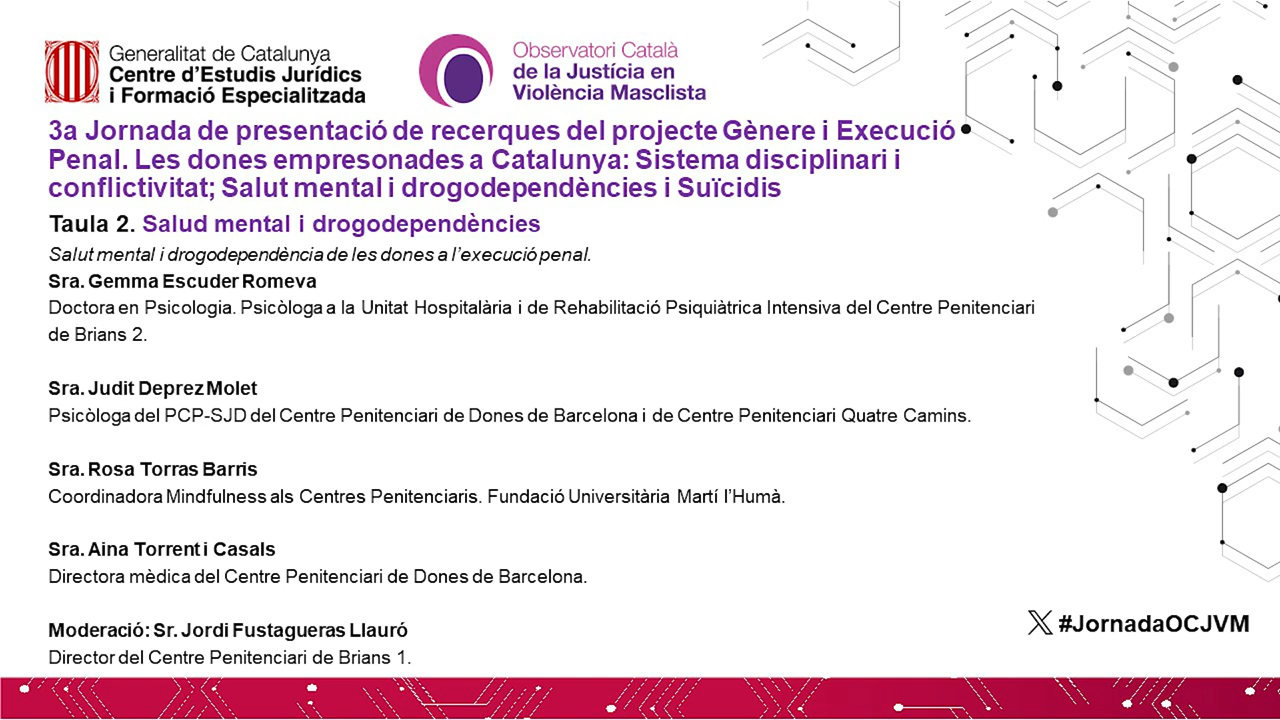 Generalitat de Catalunya
Centre d'Estudis Jurídics
i Formació Especialitzada
Observatori Català
de la Justícia en
Violència Masclista
3a Jornada de presentació de recerques del projecte Gènere i Execució
Penal. Les dones empresonades a Catalunya: Sistema disciplinari i
conflictivitat; Salut mental i drogodependències i Suïcidis
Taula 2. Salud mental i drogodependències
Salut mental i drogodependència de les dones a l'execució penal.
Sra. Gemma Escuder Romeva
Doctora en Psicologia. Psicòloga a la Unitat Hospitalària i de Rehabilitació Psiquiàtrica Intensiva del Centre Penitenciari
de Brians 2.
Sra. Judit Deprez Molet
Psicòloga del PCP-SJD del Centre Penitenciari de Dones de Barcelona i de Centre Penitenciari Quatre Camins.
Sra. Rosa Torras Barris
Coordinadora Mindfulness als Centres Penitenciaris. Fundació Universitària Martí l'Humà.
Sra. Aina Torrent i Casals
Directora mèdica del Centre Penitenciari de Dones de Barcelona.
Moderació: Sr. Jordi Fustagueras Llauró
Director del Centre Penitenciari de Brians 1.
#JornadaOCJVM